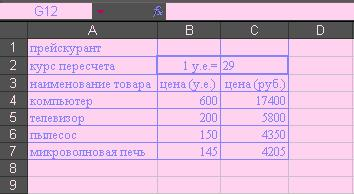 G12 fx
A B C
1 прейскурант
2 курс пересчета 1 у.е.= 29
3 наименование товара цена (у.е.) цена (руб.)
4 компьютер 600 17400
5 телевизор 200 5800
6 пылесос 150 4350
7 микроволновая печь 145 4205
8
9